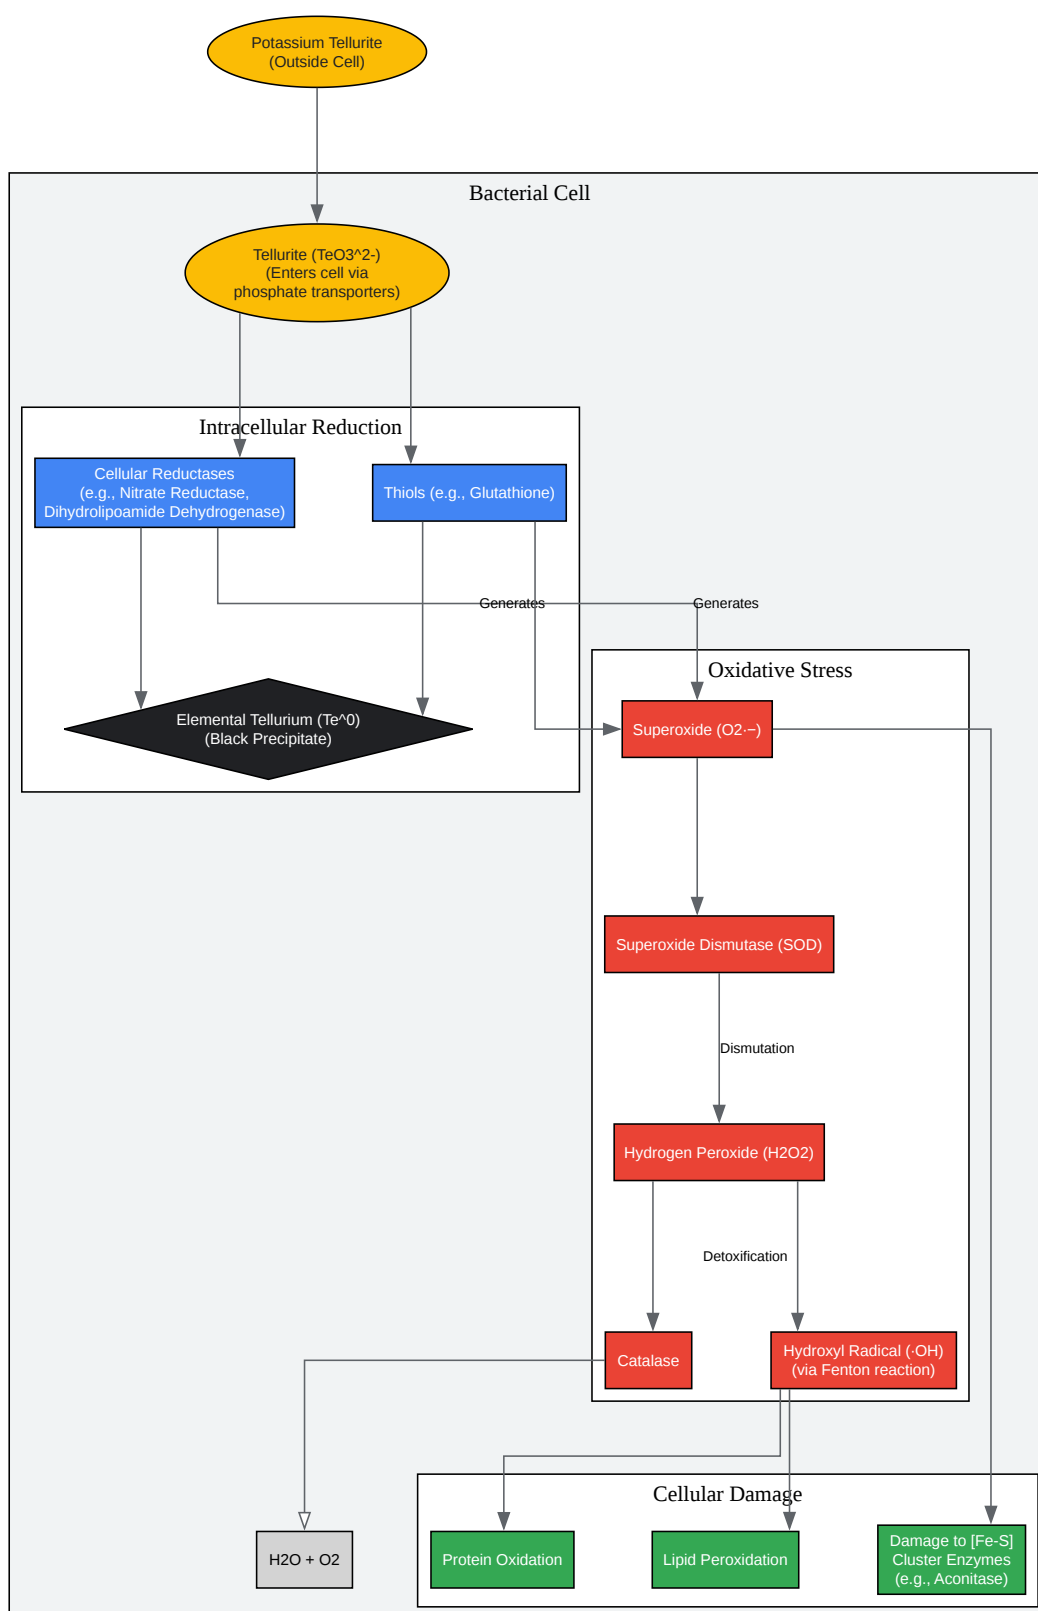 Potassium Tellurite
(Outside Cell)
Bacterial Cell
Tellurite (TeO3^2-)
(Enters cell via
phosphate transporters)
Intracellular Reduction
Cellular Reductases
(e.g., Nitrate Reductase,
Dihydrolipoamide Dehydrogenase)
Thiols (e.g., Glutathione)
Generates
Generates
Oxidative Stress
Elemental Tellurium (Te^0)
(Black Precipitate)
Superoxide (O2·−)
Superoxide Dismutase (SOD)
Dismutation
Hydrogen Peroxide (H2O2)
Detoxification
Catalase
Hydroxyl Radical (·OH)
(via Fenton reaction)
Cellular Damage
H2O + O2
Protein Oxidation
Lipid Peroxidation
Damage to [Fe-S]
Cluster Enzymes
(e.g., Aconitase)